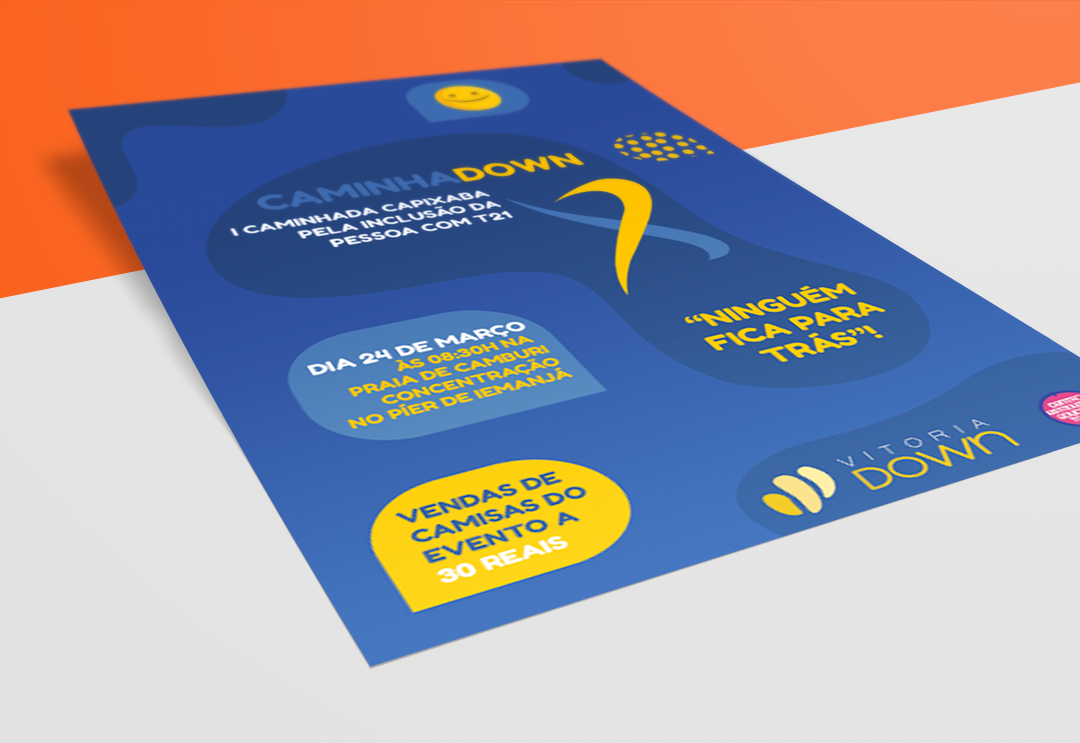 CAMINHADOWN
I CAMINHADA CAPIXABA
PELA INCLUSÃO DA
PESSOA COM T21
DIA 24 DE MARÇO
ÀS 08:30H NA
PRAIA DE CAMBURI
CONCENTRAÇÃO
NO PÍER DE IEMANJÁ
“NINGUÉM
FICA PARA
TRÁS”!
VENDAS DE
CAMISAS DO
EVENTO A
30 REAIS
VITORIA
DOWN